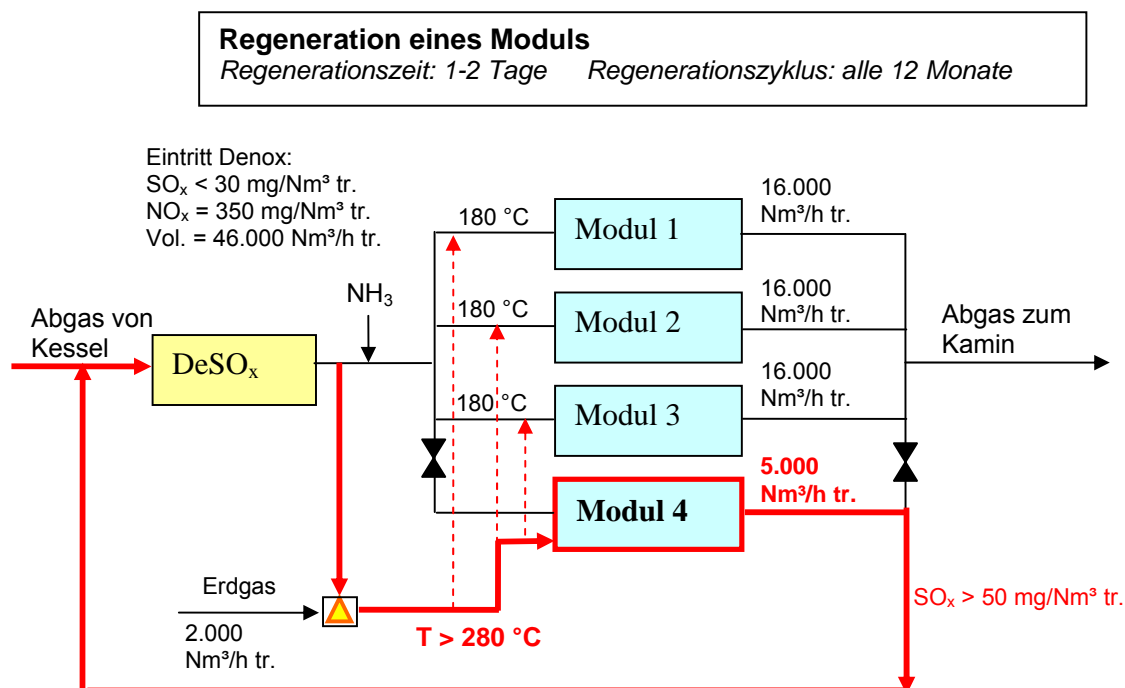 Regeneration eines Moduls
Regenerationszeit: 1-2 Tage Regenerationszyklus: alle 12 Monate
Eintritt Denox:
SOₓ < 30 mg/Nm³ tr.
NOₓ = 350 mg/Nm³ tr.
Vol. = 46.000 Nm³/h tr.
180 °C
Modul 1
16.000
Nm³/h tr.
NH₃
180 °C
Modul 2
16.000
Nm³/h tr.
Abgas von
Kessel
DeSOₓ
Abgas zum
Kamin
180 °C
Modul 3
16.000
Nm³/h tr.
Modul 4
5.000
Nm³/h tr.
Erdgas
2.000
Nm³/h tr.
T > 280 °C
SOₓ > 50 mg/Nm³ tr.